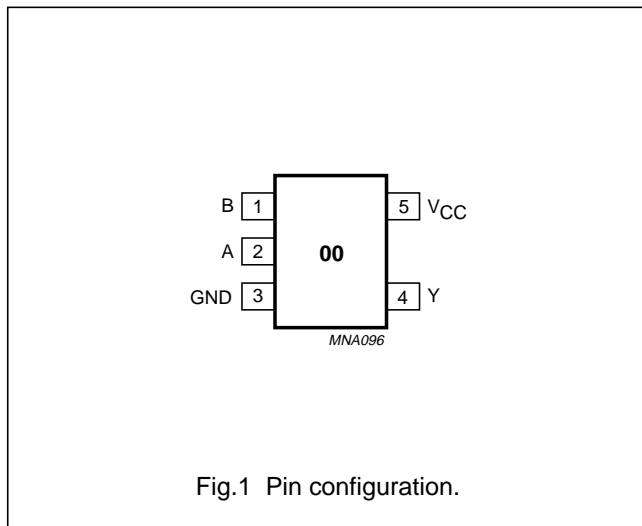 B 1 5 VCC
A 2 00
GND 3 4 Y
MNA096
Fig.1 Pin configuration.